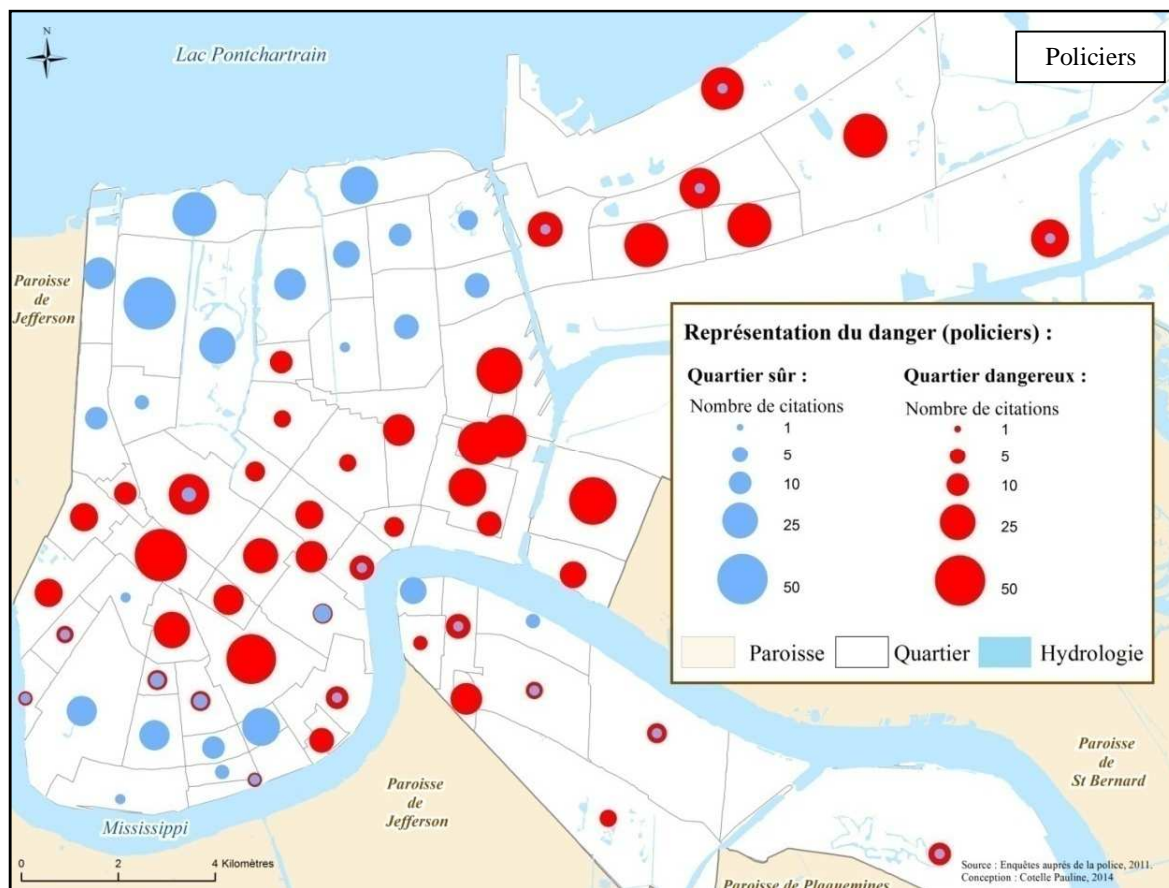 N
Lac Pontchartrain
Policiers
Paroisse
de
Jefferson
Représentation du danger (policiers) :
Quartier sûr :
Quartier dangereux :
Nombre de citations
Nombre de citations
1
1
5
5
10
10
25
25
50
50
Paroisse
Quartier
Hydrologie
Paroisse
de
Jefferson
Paroisse
de
St Bernard
Mississippi
0 2 4 Kilomètres
Source : Enquêtes auprés de la police, 2011.
Conception : Cotelle Pauline, 2014
Paroisse de Plaquemines